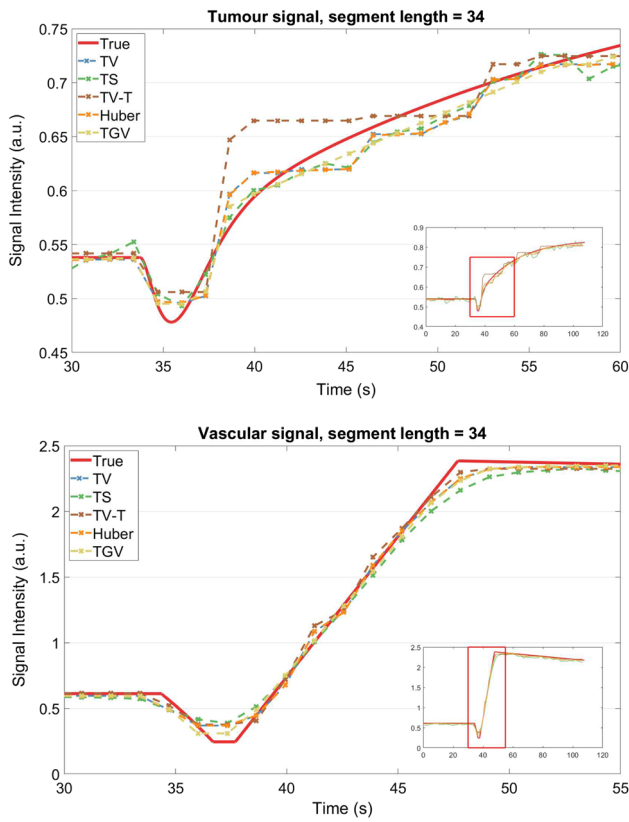 Tumour signal, segment length = 34
Signal Intensity (a.u.)
0.75
0.7
0.65
0.6
0.55
0.5
0.45
True
TV
TS
TV-T
Huber
TGV
0.9
0.8
0.7
0.6
0.5
0.4
0 20 40 60 80 100 120
30 35 40 45 50 55 60
Time (s)
Vascular signal, segment length = 34
Signal Intensity (a.u.)
2.5
2
1.5
1
0.5
0
True
TV
TS
TV-T
Huber
TGV
2.5
2
1.5
1
0.5
0
0 20 40 60 80 100 120
30 35 40 45 50 55
Time (s)